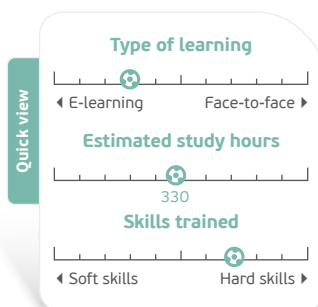 Quick view
Type of learning
E-learning Face-to-face
Estimated study hours
330
Skills trained
Soft skills Hard skills